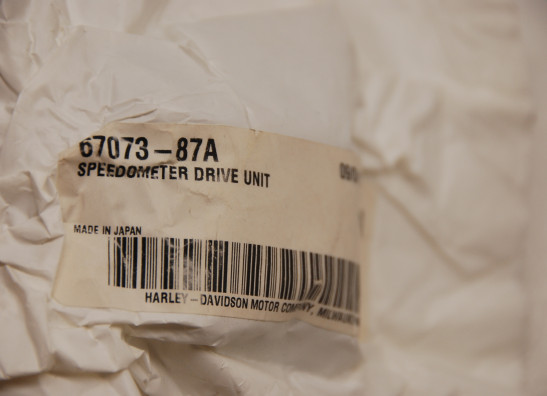 67073-87A
SPEEDOMETER DRIVE UNIT
MADE IN JAPAN
HARLEY-DAVIDSON MOTOR COMPANY,